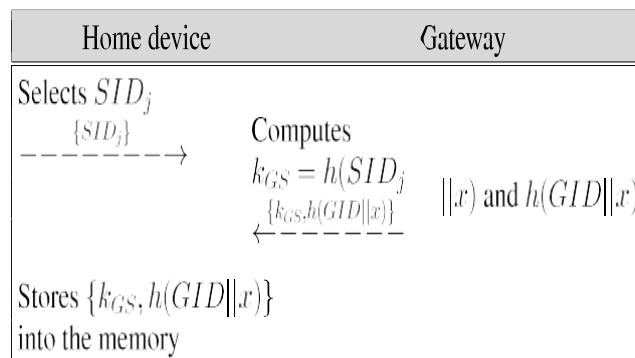 Home device Gateway
Selects SID_j
{SID_j}
Computes
k_GS = h(SID_j
||x) and h(GID||x)
{k_GS,h(GID||x)}
Stores {k_GS, h(GID||x)}
into the memory